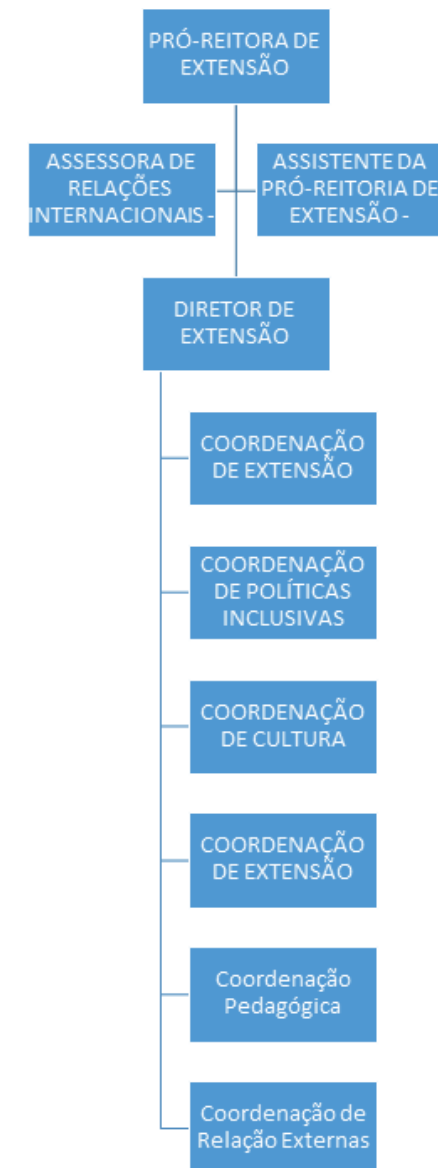 PRÓ-REITORA DE
EXTENSÃO
ASSESSORA DE
RELAÇÕES
INTERNACIONAIS -
ASSISTENTE DA
PRÓ-REITORIA DE
EXTENSÃO -
DIRETOR DE
EXTENSÃO
COORDENAÇÃO
DE EXTENSÃO
COORDENAÇÃO
DE POLÍTICAS
INCLUSIVAS
COORDENAÇÃO
DE CULTURA
COORDENAÇÃO
DE EXTENSÃO
Coordenação
Pedagógica
Coordenação de
Relação Externas